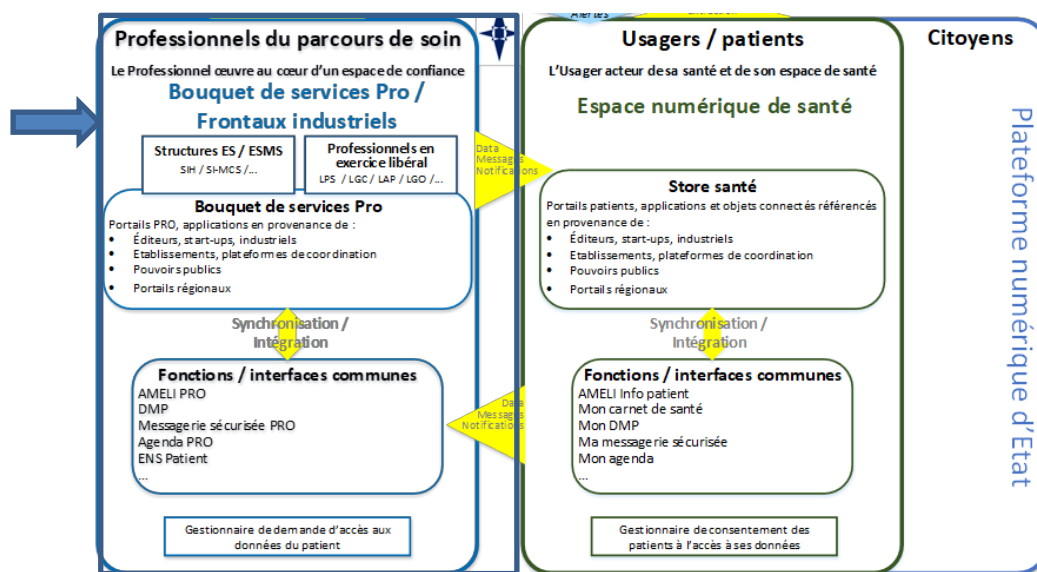 Alertes
Professionnels du parcours de soin
Le Professionnel œuvre au cœur d'un espace de confiance
Bouquet de services Pro /
Frontaux industriels
Structures ES / ESMS
SIH / SI-MCS /...
Professionnels en
exercice libéral
LPS / LGC / LAP / LGO /...
Bouquet de services Pro
Portails PRO, applications en provenance de :
• Éditeurs, start-ups, industriels
• Etablissements, plateformes de coordination
• Pouvoirs publics
• Portails régionaux
Synchronisation /
Intégration
Fonctions / interfaces communes
AMELI PRO
DMP
Messagerie sécurisée PRO
Agenda PRO
ENS Patient
...
Gestionnaire de demande d'accès aux
données du patient
Data
Messages
Notifications
Data
Messages
Notifications
Usagers / patients
L'Usager acteur de sa santé et de son espace de santé
Espace numérique de santé
Store santé
Portails patients, applications et objets connectés référencés
en provenance de :
• Éditeurs, start-ups, industriels
• Etablissements, plateformes de coordination
• Pouvoirs publics
• Portails régionaux
Synchronisation /
Intégration
Fonctions / interfaces communes
AMELI Info patient
Mon carnet de santé
Mon DMP
Ma messagerie sécurisée
Mon agenda
...
Gestionnaire de consentement des
patients à l'accès à ses données
Citoyens
Plateforme numérique d'Etat